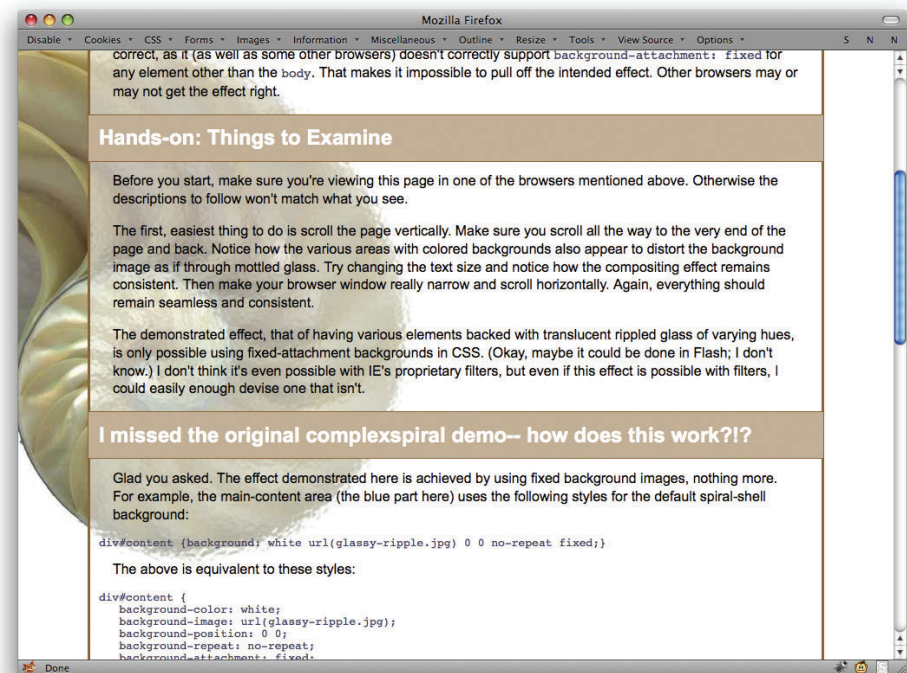 Mozilla Firefox
Disable Cookies CSS Forms Images Information Miscellaneous Outline Resize Tools View Source Options S N N
correct, as it (as well as some other browsers) doesn't correctly support background-attachment: fixed for
any element other than the body. That makes it impossible to pull off the intended effect. Other browsers may or
may not get the effect right.
Hands-on: Things to Examine
Before you start, make sure you're viewing this page in one of the browsers mentioned above. Otherwise the
descriptions to follow won't match what you see.
The first, easiest thing to do is scroll the page vertically. Make sure you scroll all the way to the very end of the
page and back. Notice how the various areas with colored backgrounds also appear to distort the background
image as if through mottled glass. Try changing the text size and notice how the compositing effect remains
consistent. Then make your browser window really narrow and scroll horizontally. Again, everything should
remain seamless and consistent.
The demonstrated effect, that of having various elements backed with translucent rippled glass of varying hues,
is only possible using fixed-attachment backgrounds in CSS. (Okay, maybe it could be done in Flash; I don't
know.) I don't think it's even possible with IE's proprietary filters, but even if this effect is possible with filters, I
could easily enough devise one that isn't.
I missed the original complexspiral demo-- how does this work?!?
Glad you asked. The effect demonstrated here is achieved by using fixed background images, nothing more.
For example, the main-content area (the blue part here) uses the following styles for the default spiral-shell
background:
div#content {background: white url(glassy-ripple.jpg) 0 0 no-repeat fixed;}
The above is equivalent to these styles:
div#content {
background-color: white;
background-image: url(glassy-ripple.jpg);
background-position: 0 0;
background-repeat: no-repeat;
background-attachment: fixed;
Done